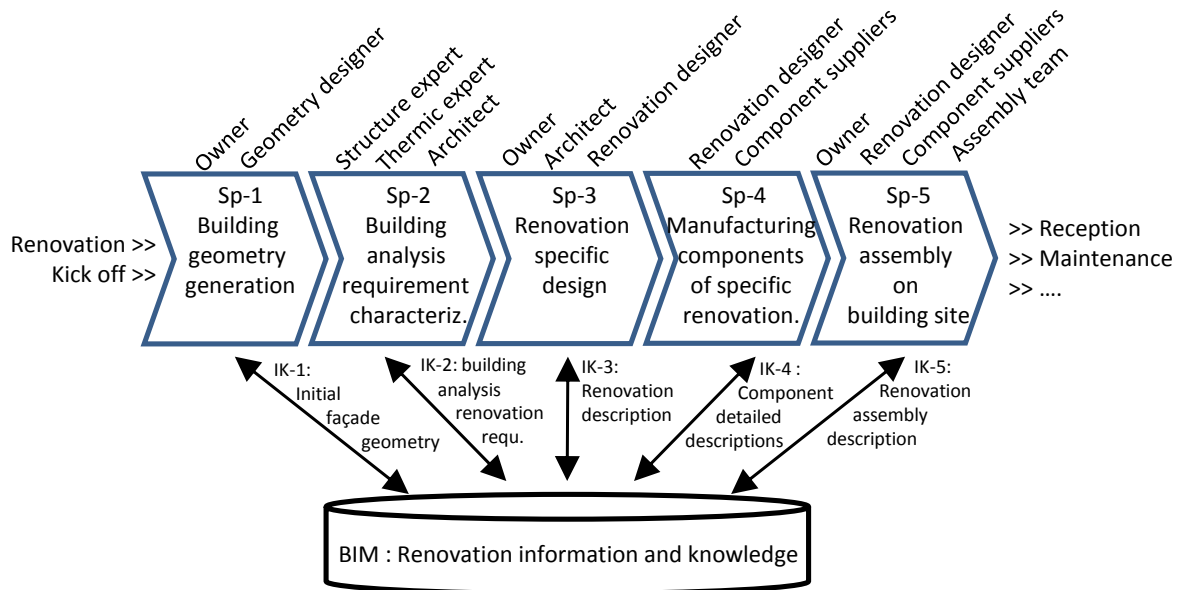 Owner
Geometry designer
Structure expert
Thermic expert
Architect
Owner
Architect
Renovation designer
Renovation designer
Component suppliers
Owner
Renovation designer
Component suppliers
Assembly team
Renovation >>
Kick off >>
Sp-1
Building
geometry
generation
Sp-2
Building
analysis
requirement
characteriz.
Sp-3
Renovation
specific
design
Sp-4
Manufacturing
components
of specific
renovation.
Sp-5
Renovation
assembly
on
building site
>> Reception
>> Maintenance
>> ....
IK-1:
Initial
façade
geometry
IK-2: building
analysis
renovation
requ.
IK-3:
Renovation
description
IK-4 :
Component
detailed
descriptions
IK-5:
Renovation
assembly
description
BIM : Renovation information and knowledge